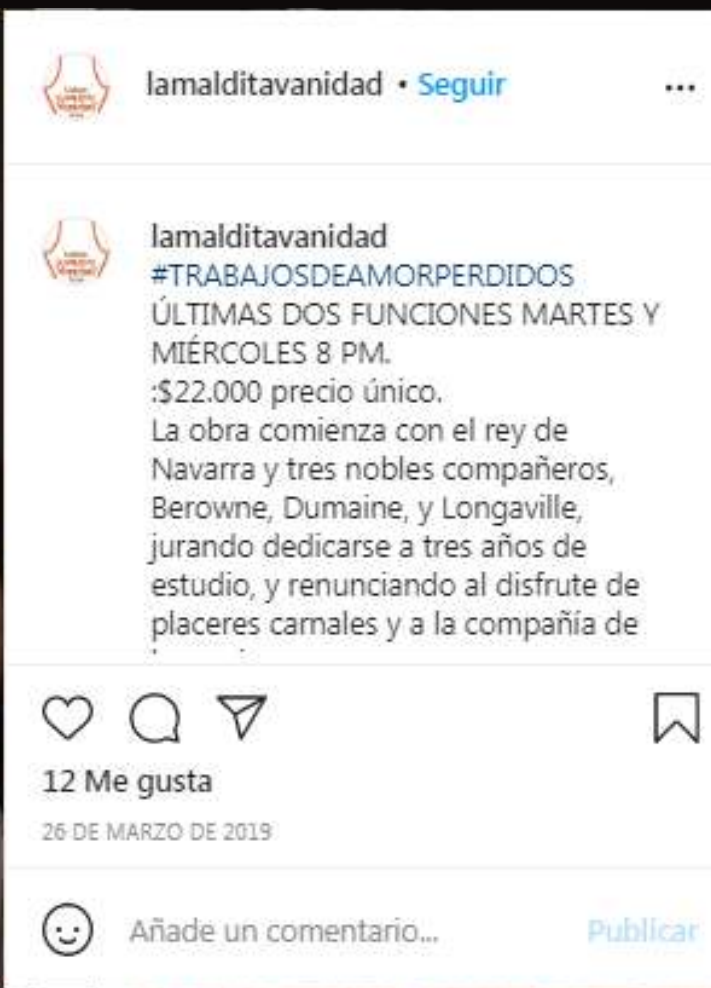 lamalditavanidad • Seguir
...
lamalditavanidad
#TRABAJOSDEAMORPERDIDOS
ÚLTIMAS DOS FUNCIONES MARTES Y
MIÉRCOLES 8 PM.
:$22.000 precio único.
La obra comienza con el rey de
Navarra y tres nobles compañeros,
Berowne, Dumaine, y Longaville,
jurando dedicarse a tres años de
estudio, y renunciando al disfrute de
placeres carnales y a la compañía de
12 Me gusta
26 DE MARZO DE 2019
Añade un comentario...
Publicar